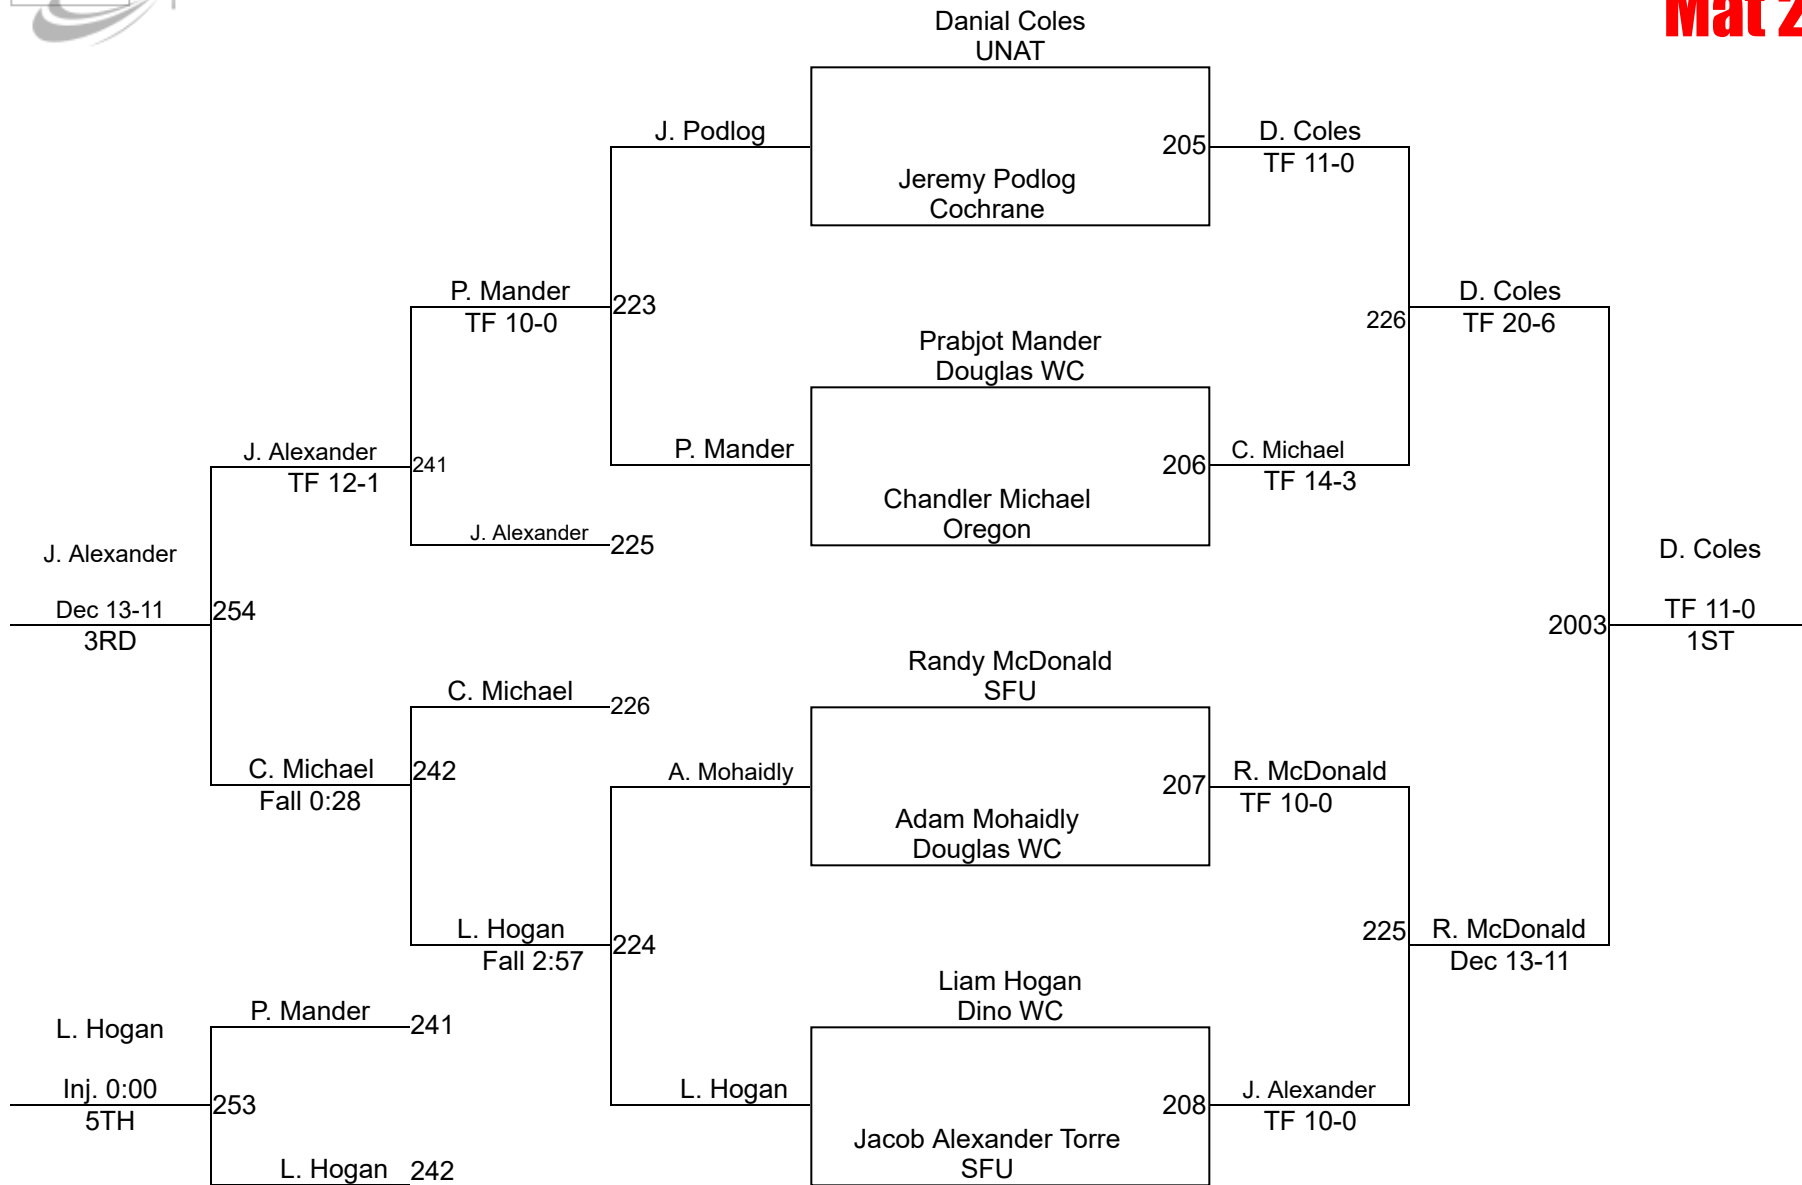 Mat 2
Danial Coles
UNAT
J. Podlog
205
D. Coles
TF 11-0
Jeremy Podlog
Cochrane
P. Mander
TF 10-0
223
D. Coles
TF 20-6
226
Prabjot Mander
Douglas WC
J. Alexander
TF 12-1
241
P. Mander
206
C. Michael
TF 14-3
Chandler Michael
Oregon
J. Alexander
225
J. Alexander
Dec 13-11
3RD
254
D. Coles
TF 11-0
1ST
2003
Randy McDonald
SFU
C. Michael
226
C. Michael
Fall 0:28
242
A. Mohaidly
207
R. McDonald
TF 10-0
Adam Mohaidly
Douglas WC
L. Hogan
Fall 2:57
224
225
R. McDonald
Dec 13-11
Liam Hogan
Dino WC
P. Mander
241
L. Hogan
Inj. 0:00
5TH
253
L. Hogan
208
J. Alexander
TF 10-0
Jacob Alexander Torre
SFU
L. Hogan
242